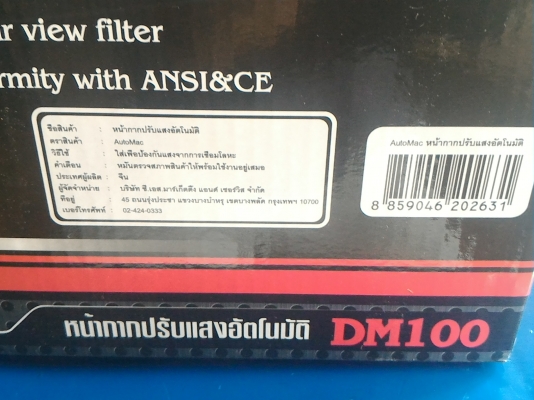 r view filter
rmity with ANSI&CE
ชื่อสินค้า : หน้ากากปรับแสงอัตโนมัติ
ตราสินค้า : AutoMac
วิธีใช้ : ใส่เพื่อป้องกันแสงจากการเชื่อมโลหะ
คำเตือน : หมั่นตรวจสภาพสินค้าให้พร้อมใช้งานอยู่เสมอ
ประเทศผู้ผลิต : จีน
ผู้จัดจำหน่าย : บริษัท ซี.เอส.มาร์เก็ตติ้ง แอนด์ เซอร์วิส จำกัด
ที่อยู่ : 45 ถนนรุ่งประชา แขวงบางบำหรุ เขตบางพลัด กรุงเทพฯ 10700
เบอร์โทรศัพท์ : 02-424-0333
AutoMac หน้ากากปรับแสงอัตโนมัติ
8 859046 202631
หน้ากากปรับแสงอัตโนมัติ DM100